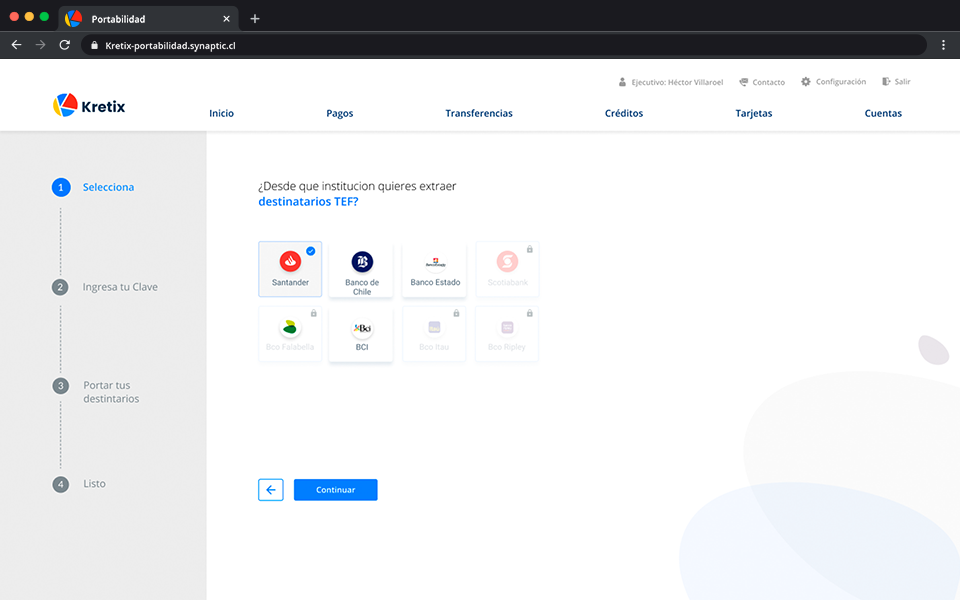 Portabilidad
Kretix-portabilidad.synaptic.cl
Ejecutivo: Héctor Villaroel
Contacto
Configuración
Salir
Kretix
Inicio
Pagos
Transferencias
Créditos
Tarjetas
Cuentas
1
Selecciona
2
Ingresa tu Clave
3
Portar tus
destintarios
4
Listo
¿Desde que institucion quieres extraer
destinatarios TEF?
Santander
Banco de
Chile
Banco Estado
Scotiabank
Bco Falabella
Bci
BCI
Bco Itau
Bco Ripley
Continuar